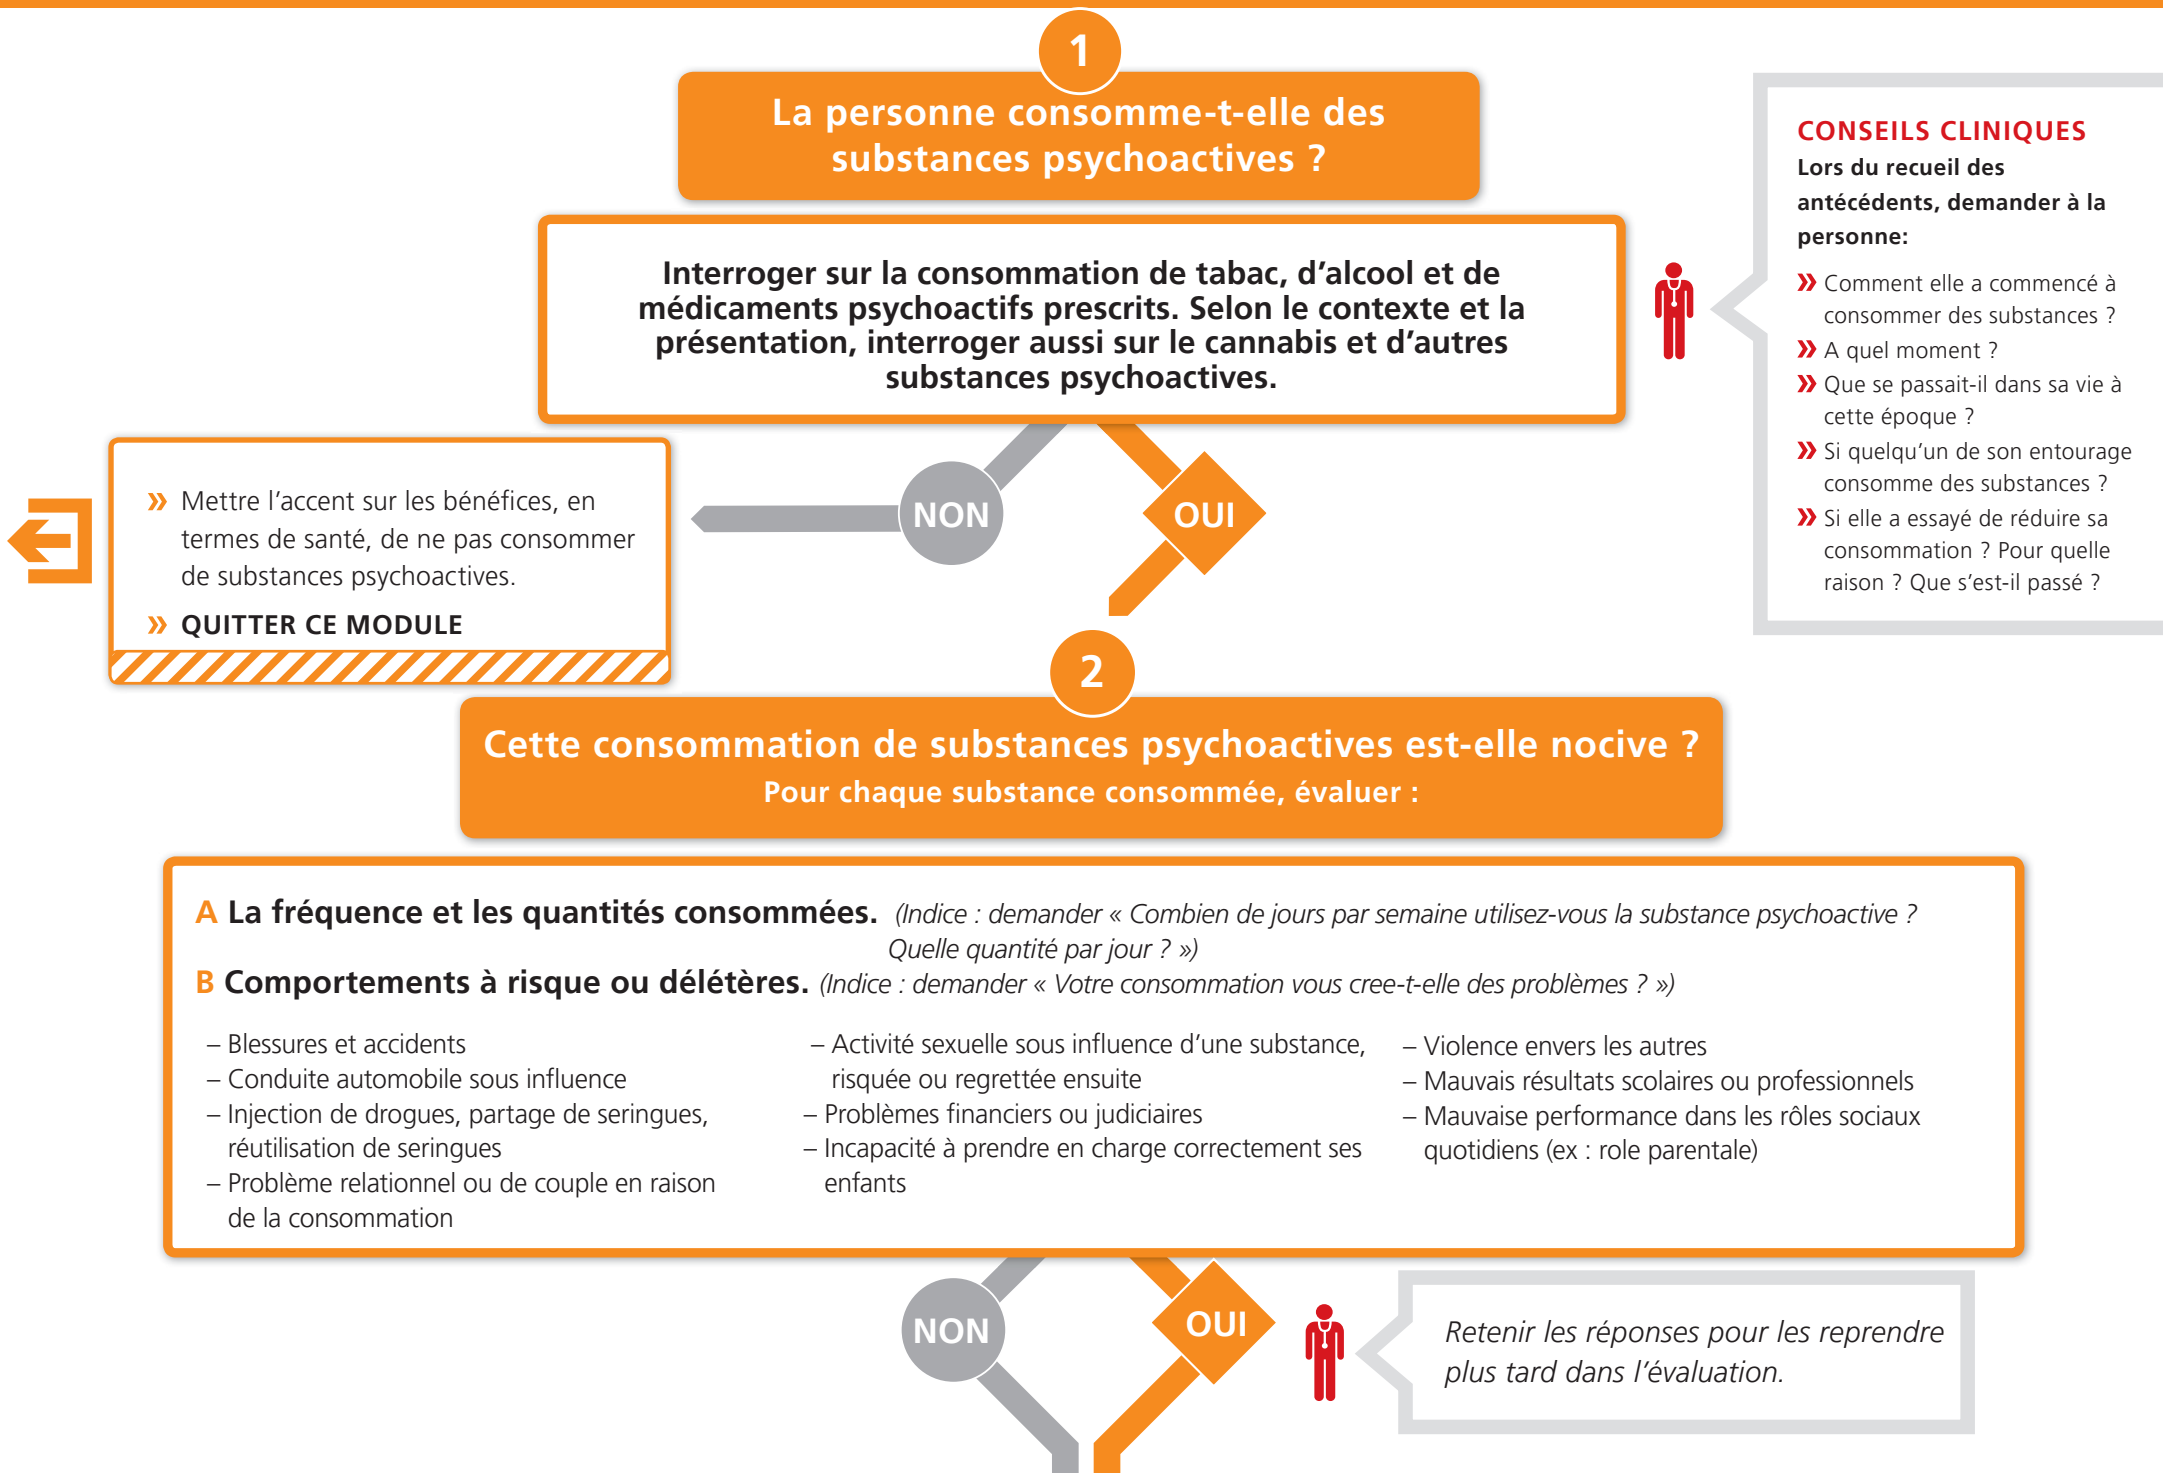 1
La personne consomme-t-elle des
substances psychoactives ?
Interroger sur la consommation de tabac, d'alcool et de
médicaments psychoactifs prescrits. Selon le contexte et la
présentation, interroger aussi sur le cannabis et d'autres
substances psychoactives.
CONSEILS CLINIQUES
Lors du recueil des
antécédents, demander à la
personne:
» Comment elle a commencé à
consommer des substances ?
» A quel moment ?
» Que se passait-il dans sa vie à
cette époque ?
» Si quelqu'un de son entourage
consomme des substances ?
» Si elle a essayé de réduire sa
consommation ? Pour quelle
raison ? Que s'est-il passé ?
NON
OUI
» Mettre l'accent sur les bénéfices, en
termes de santé, de ne pas consommer
de substances psychoactives.
» QUITTER CE MODULE
2
Cette consommation de substances psychoactives est-elle nocive ?
Pour chaque substance consommée, évaluer :
A La fréquence et les quantités consommées. (Indice : demander « Combien de jours par semaine utilisez-vous la substance psychoactive ?
Quelle quantité par jour ? »)
B Comportements à risque ou délétères. (Indice : demander « Votre consommation vous cree-t-elle des problèmes ? »)
– Blessures et accidents
– Conduite automobile sous influence
– Injection de drogues, partage de seringues,
réutilisation de seringues
– Problème relationnel ou de couple en raison
de la consommation
– Activité sexuelle sous influence d'une substance,
risquée ou regrettée ensuite
– Problèmes financiers ou judiciaires
– Incapacité à prendre en charge correctement ses
enfants
– Violence envers les autres
– Mauvais résultats scolaires ou professionnels
– Mauvaise performance dans les rôles sociaux
quotidiens (ex : role parentale)
NON
OUI
Retenir les réponses pour les reprendre
plus tard dans l'évaluation.